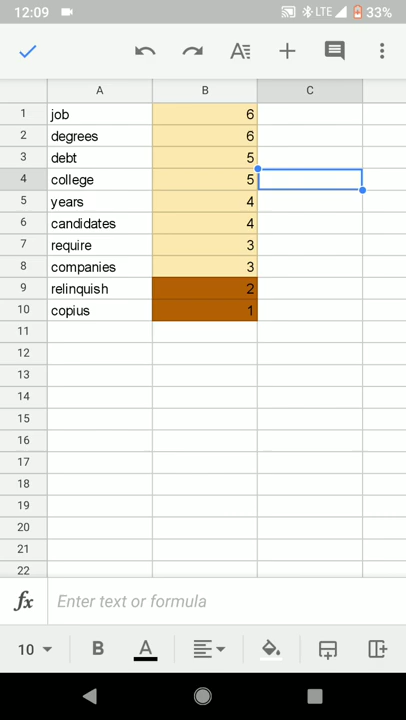 12:09 LTE 33%
A B C
1 job 6
2 degrees 6
3 debt 5
4 college 5
5 years 4
6 candidates 4
7 require 3
8 companies 3
9 relinquish 2
10 copius 1
11
12
13
14
15
16
17
18
19
20
21
22
fx Enter text or formula
10 B A